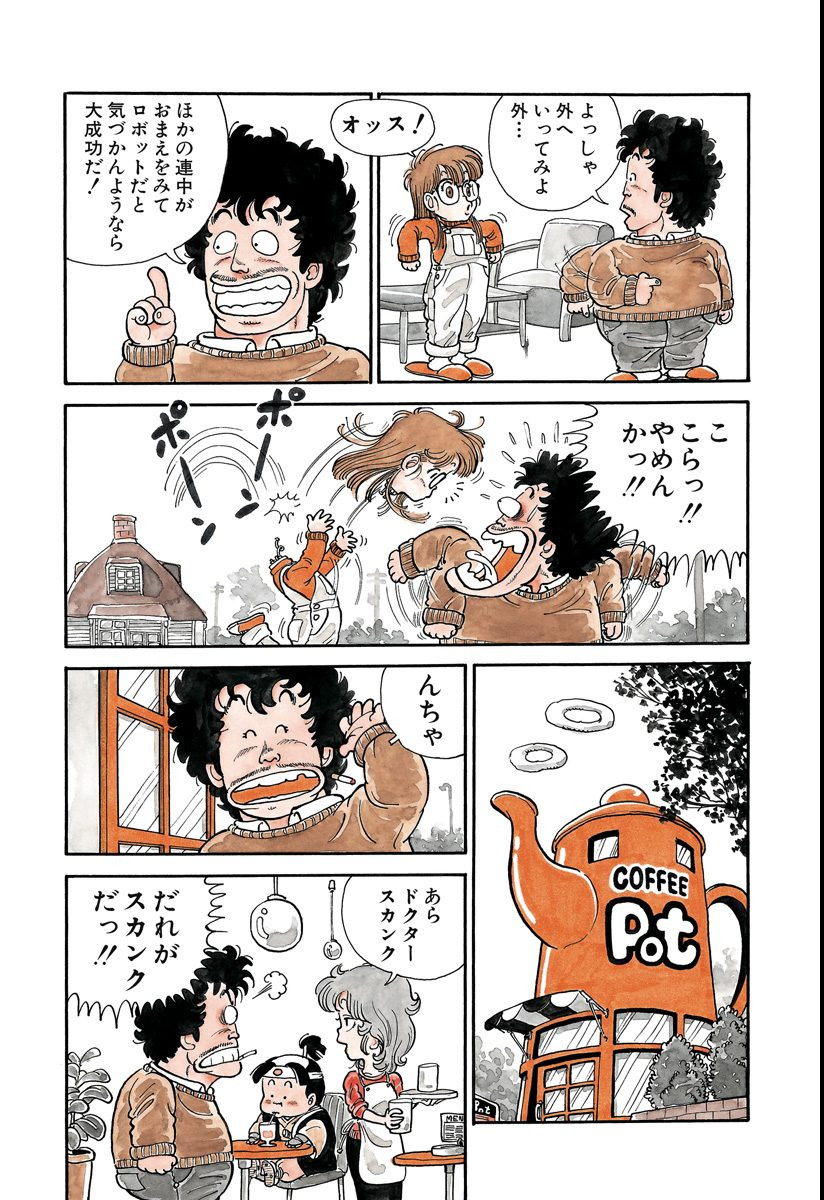 よっしゃ
外へ
いってみよ
外…
オッス！
ほかの連中が
おまえをみて
ロボットだと
気づかんようなら
大成功だ！
こ
こらっ!!
やめん
かっ!!
ポーン
ポーン
COFFEE
Pot
んちゃ
あら
ドクター
スカンク
だれが
スカンク
だっ!!
MEN